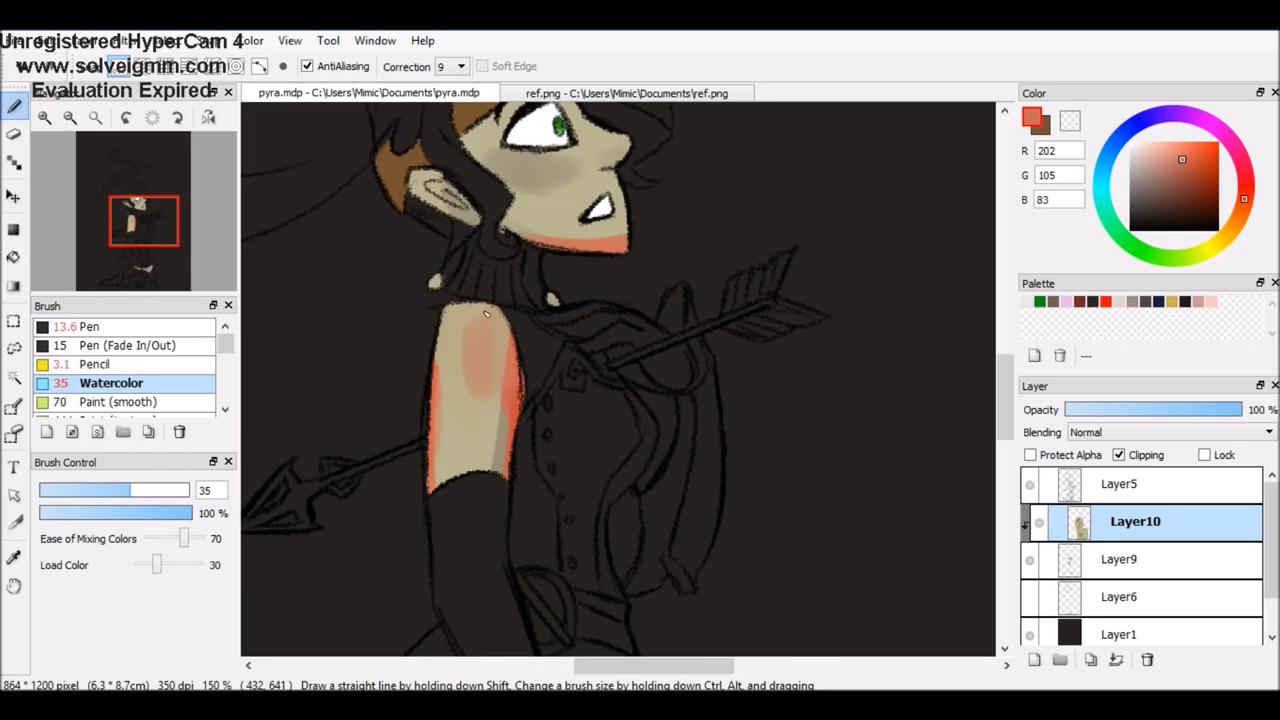 Unregistered HyperCam 4
www.solveigmm.com
Evaluation Expired
Color View Tool Window Help
AntiAliasing Correction 9 Soft Edge
pyra.mdp - C:\Users\Mimic\Documents\pyra.mdp ref.png - C:\Users\Mimic\Documents\ref.png
Color
R 202
G 105
B 83
Brush
13.6 Pen
15 Pen (Fade In/Out)
3.1 Pencil
35 Watercolor
70 Paint (smooth)
Brush Control
35
100 %
Ease of Mixing Colors 70
Load Color 30
Palette
---
Layer
Opacity 100 %
Blending Normal
Protect Alpha Clipping Lock
Layer5
Layer10
Layer9
Layer6
Layer1
864 * 1200 pixel (6.3 * 8.7cm) 350 dpi 150 % ( 432, 641 ) Draw a straight line by holding down Shift, Change a brush size by holding down Ctrl, Alt, and dragging